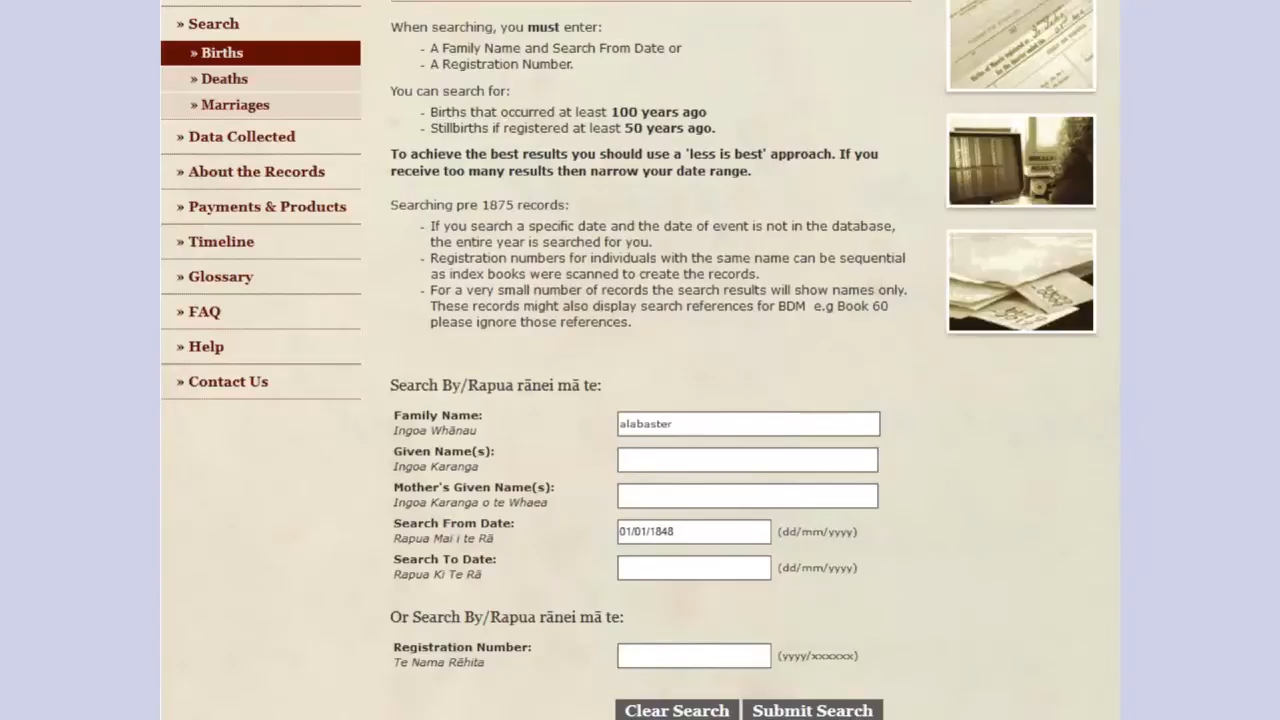 » Search
» Births
» Deaths
» Marriages
» Data Collected
» About the Records
» Payments & Products
» Timeline
» Glossary
» FAQ
» Help
» Contact Us
When searching, you must enter:
- A Family Name and Search From Date or
- A Registration Number.
You can search for:
- Births that occurred at least 100 years ago
- Stillbirths if registered at least 50 years ago.
To achieve the best results you should use a 'less is best' approach. If you
receive too many results then narrow your date range.
Searching pre 1875 records:
- If you search a specific date and the date of event is not in the database,
the entire year is searched for you.
- Registration numbers for individuals with the same name can be sequential
as index books were scanned to create the records.
- For a very small number of records the search results will show names only.
These records might also display search references for BDM e.g Book 60
please ignore those references.
Search By/Rapua rānei mā te:
Family Name:
Ingoa Whānau
alabaster
Given Name(s):
Ingoa Karanga
Mother's Given Name(s):
Ingoa Karanga o te Whaea
Search From Date:
Rapua Mai i te Rā
01/01/1848 (dd/mm/yyyy)
Search To Date:
Rapua Ki Te Rā
(dd/mm/yyyy)
Or Search By/Rapua rānei mā te:
Registration Number:
Te Nama Rēhita
(yyyy/xxxxxx)
Clear Search Submit Search